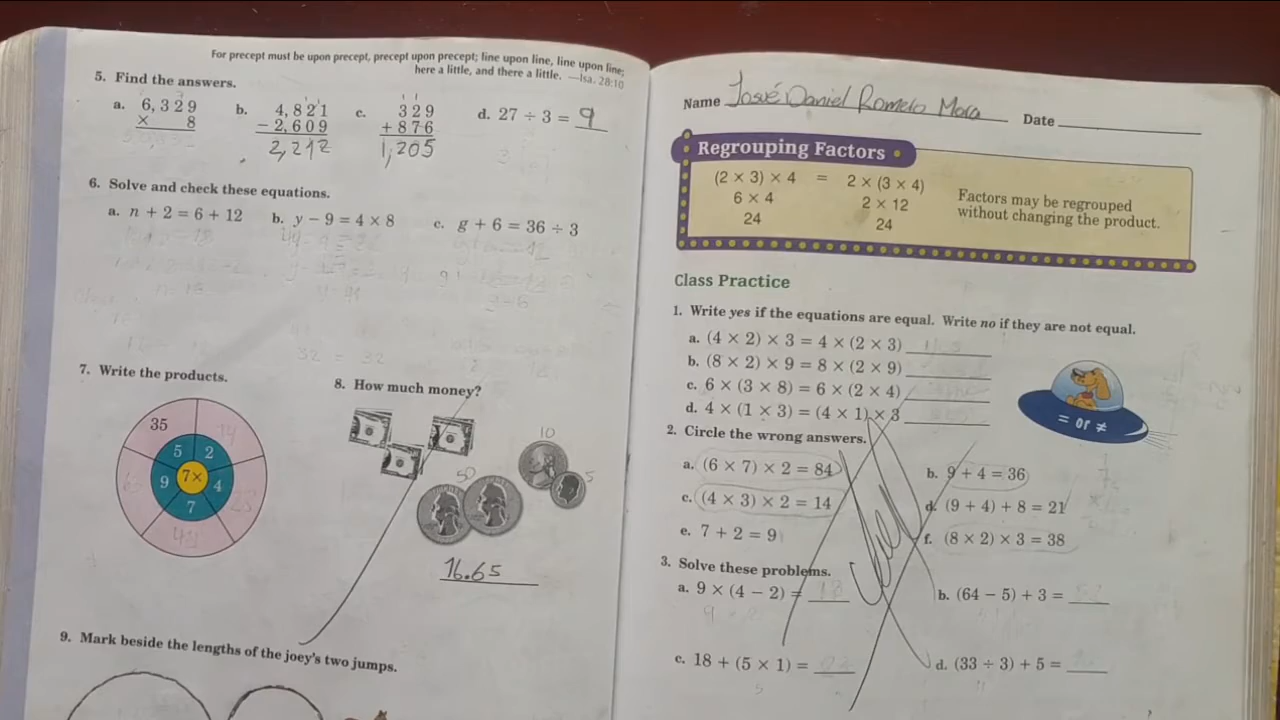 For precept must be upon precept, precept upon precept; line upon line, line upon line;
here a little, and there a little. —Isa. 28:10
5. Find the answers.
a. 6,329
× 8
b. 4,821
− 2,609
2,212
c. 329
+ 876
1,205
d. 27 ÷ 3 = 9
6. Solve and check these equations.
a. n + 2 = 6 + 12 b. y − 9 = 4 × 8 c. g + 6 = 36 ÷ 3
32 = 32
7. Write the products.
35
5 2
9 7× 4
7
8. How much money?
10
50 5
16.65
9. Mark beside the lengths of the joey's two jumps.
Name Josué Daniel Romelo Mora Date
Regrouping Factors
(2 × 3) × 4 = 2 × (3 × 4)
6 × 4 2 × 12
24 24
Factors may be regrouped
without changing the product.
Class Practice
1. Write yes if the equations are equal. Write no if they are not equal.
a. (4 × 2) × 3 = 4 × (2 × 3)
b. (8 × 2) × 9 = 8 × (2 × 9)
c. 6 × (3 × 8) = 6 × (2 × 4)
d. 4 × (1 × 3) = (4 × 1) × 3
= or ≠
2. Circle the wrong answers.
a. (6 × 7) × 2 = 84 b. 9 + 4 = 36
c. (4 × 3) × 2 = 14 d. (9 + 4) + 8 = 21
e. 7 + 2 = 9 f. (8 × 2) × 3 = 38
3. Solve these problems.
a. 9 × (4 − 2) = 18 b. (64 − 5) + 3 =
c. 18 + (5 × 1) = 23 d. (33 ÷ 3) + 5 =